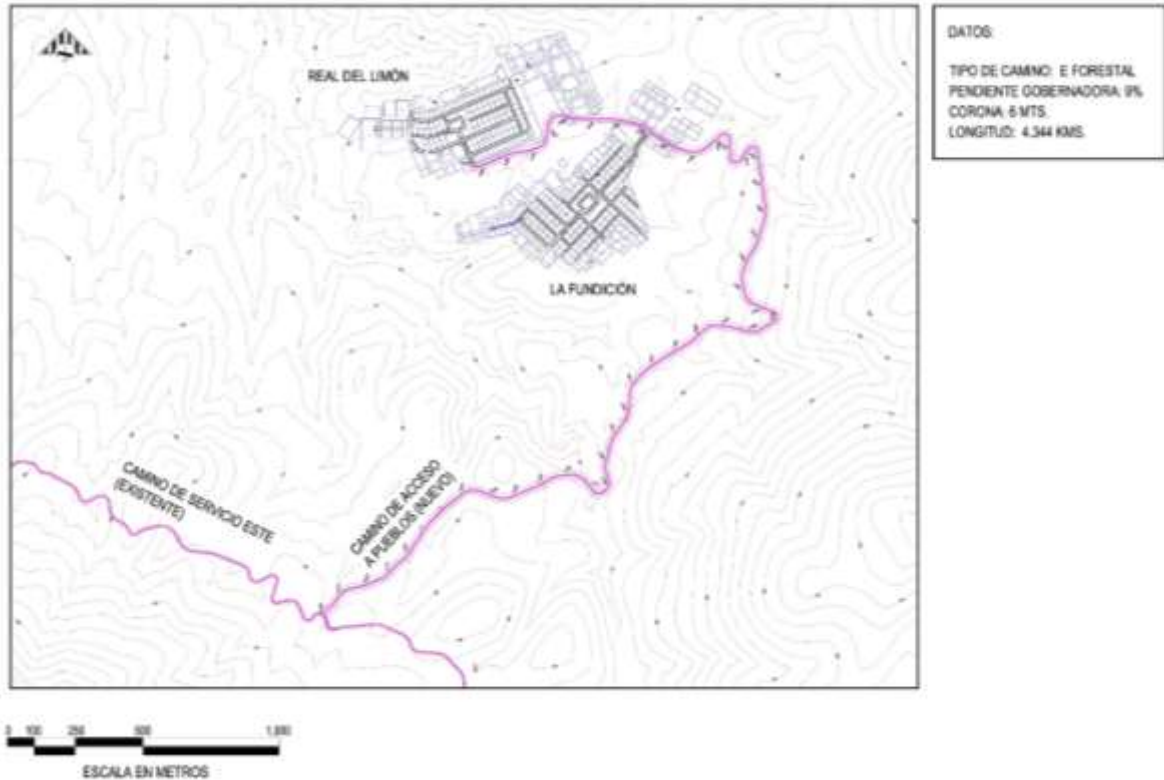 REAL DEL LIMÓN
LA FUNDICIÓN
CAMINO DE SERVICIO ESTE
(EXISTENTE)
CAMINO DE ACCESO
A PUEBLOS (NUEVO)
DATOS:
TIPO DE CAMINO: E FORESTAL
PENDIENTE GOBERNADORA: 9%
CORONA: 6 MTS.
LONGITUD: 4.344 KMS.
0 100 250 500 1,000
ESCALA EN METROS